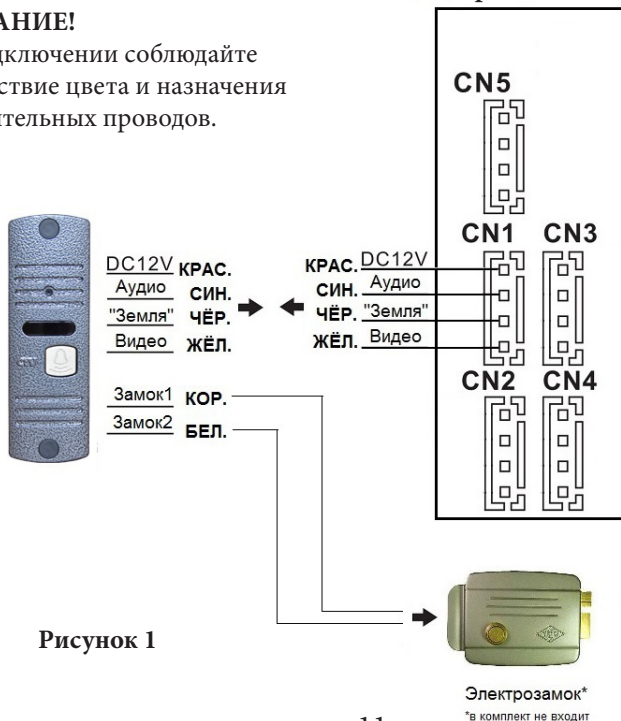 АНИЕ!
дключении соблюдайте
ствие цвета и назначения
ительных проводов.
CN5
CN1 CN3
DC12V КРАС.
Аудио СИН.
"Земля" ЧЁР.
Видео ЖЁЛ.
КРАС. DC12V
СИН. Аудио
ЧЁР. "Земля"
ЖЁЛ. Видео
CN2 CN4
Замок1 КОР.
Замок2 БЕЛ.
Рисунок 1
Электрозамок*
*в комплект не входит